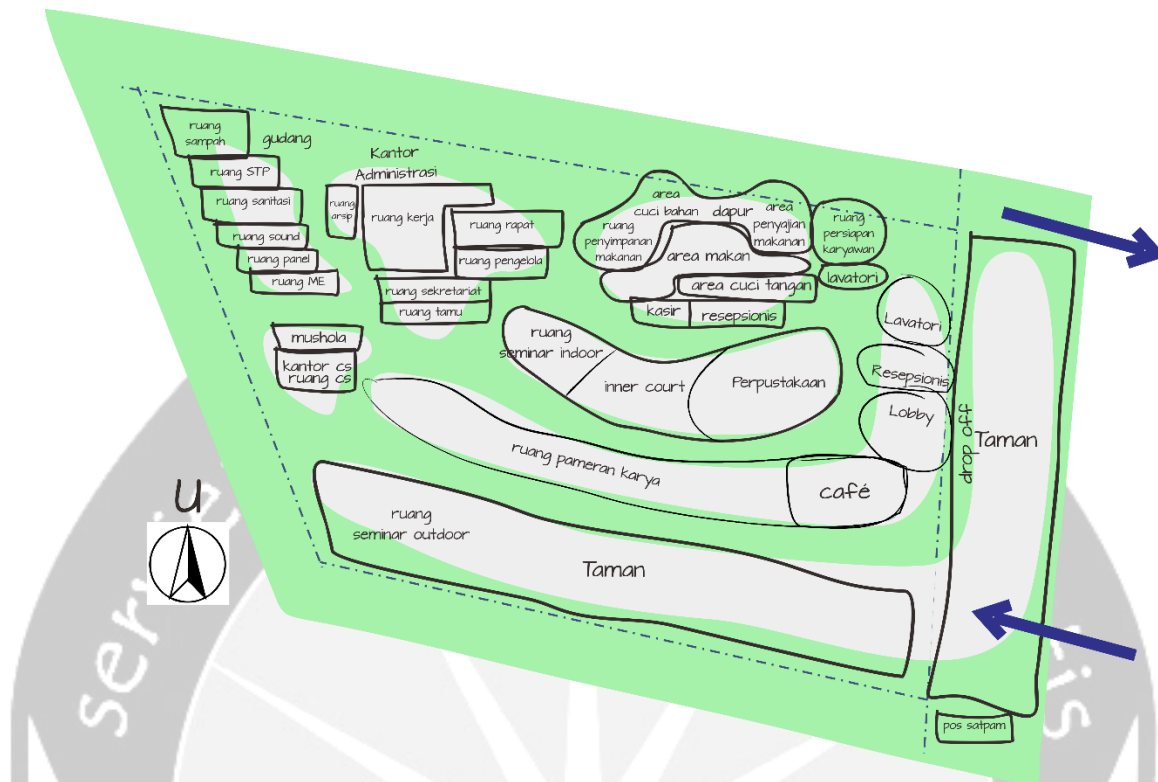 ruang
sampah
gudang
ruang STP
ruang sanitasi
ruang sound
ruang panel
ruang ME
Kantor
Administrasi
ruang
arsip
ruang kerja
ruang rapat
ruang pengelola
ruang sekretariat
ruang tamu
area
cuci bahan
dapur
area
penyajian
makanan
ruang
penyimpanan
makanan
area makan
area cuci tangan
kasir
resepsionis
ruang
persiapan
karyawan
lavatori
Lavatori
Resepsionis
Lobby
drop off
Taman
mushola
kantor cs
ruang cs
ruang
seminar indoor
inner court
Perpustakaan
ruang pameran karya
café
ruang
seminar outdoor
Taman
U
pos satpam